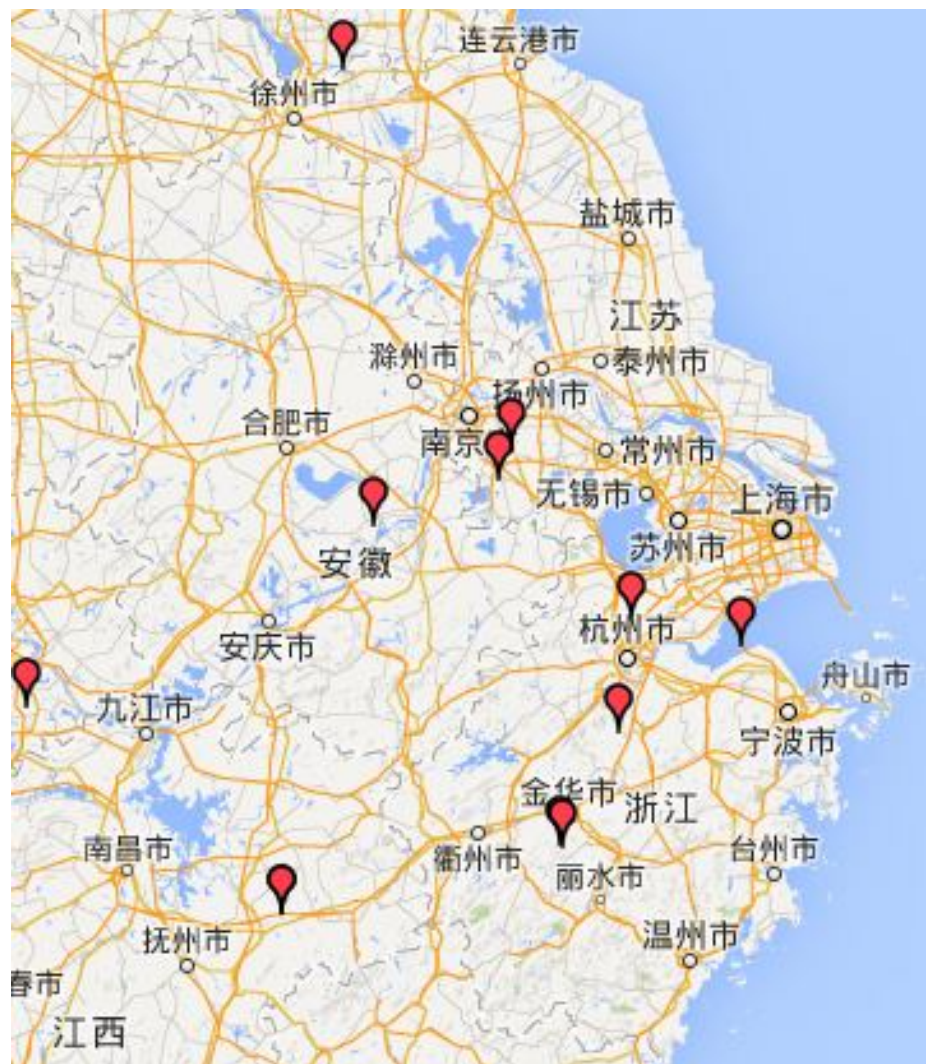 连云港市
徐州市
盐城市
江苏
滁州市
泰州市
扬州市
合肥市
南京
常州市
无锡市
上海市
苏州市
安徽
杭州市
安庆市
舟山市
九江市
宁波市
金华市
浙江
南昌市
衢州市
台州市
丽水市
抚州市
温州市
春市
江西